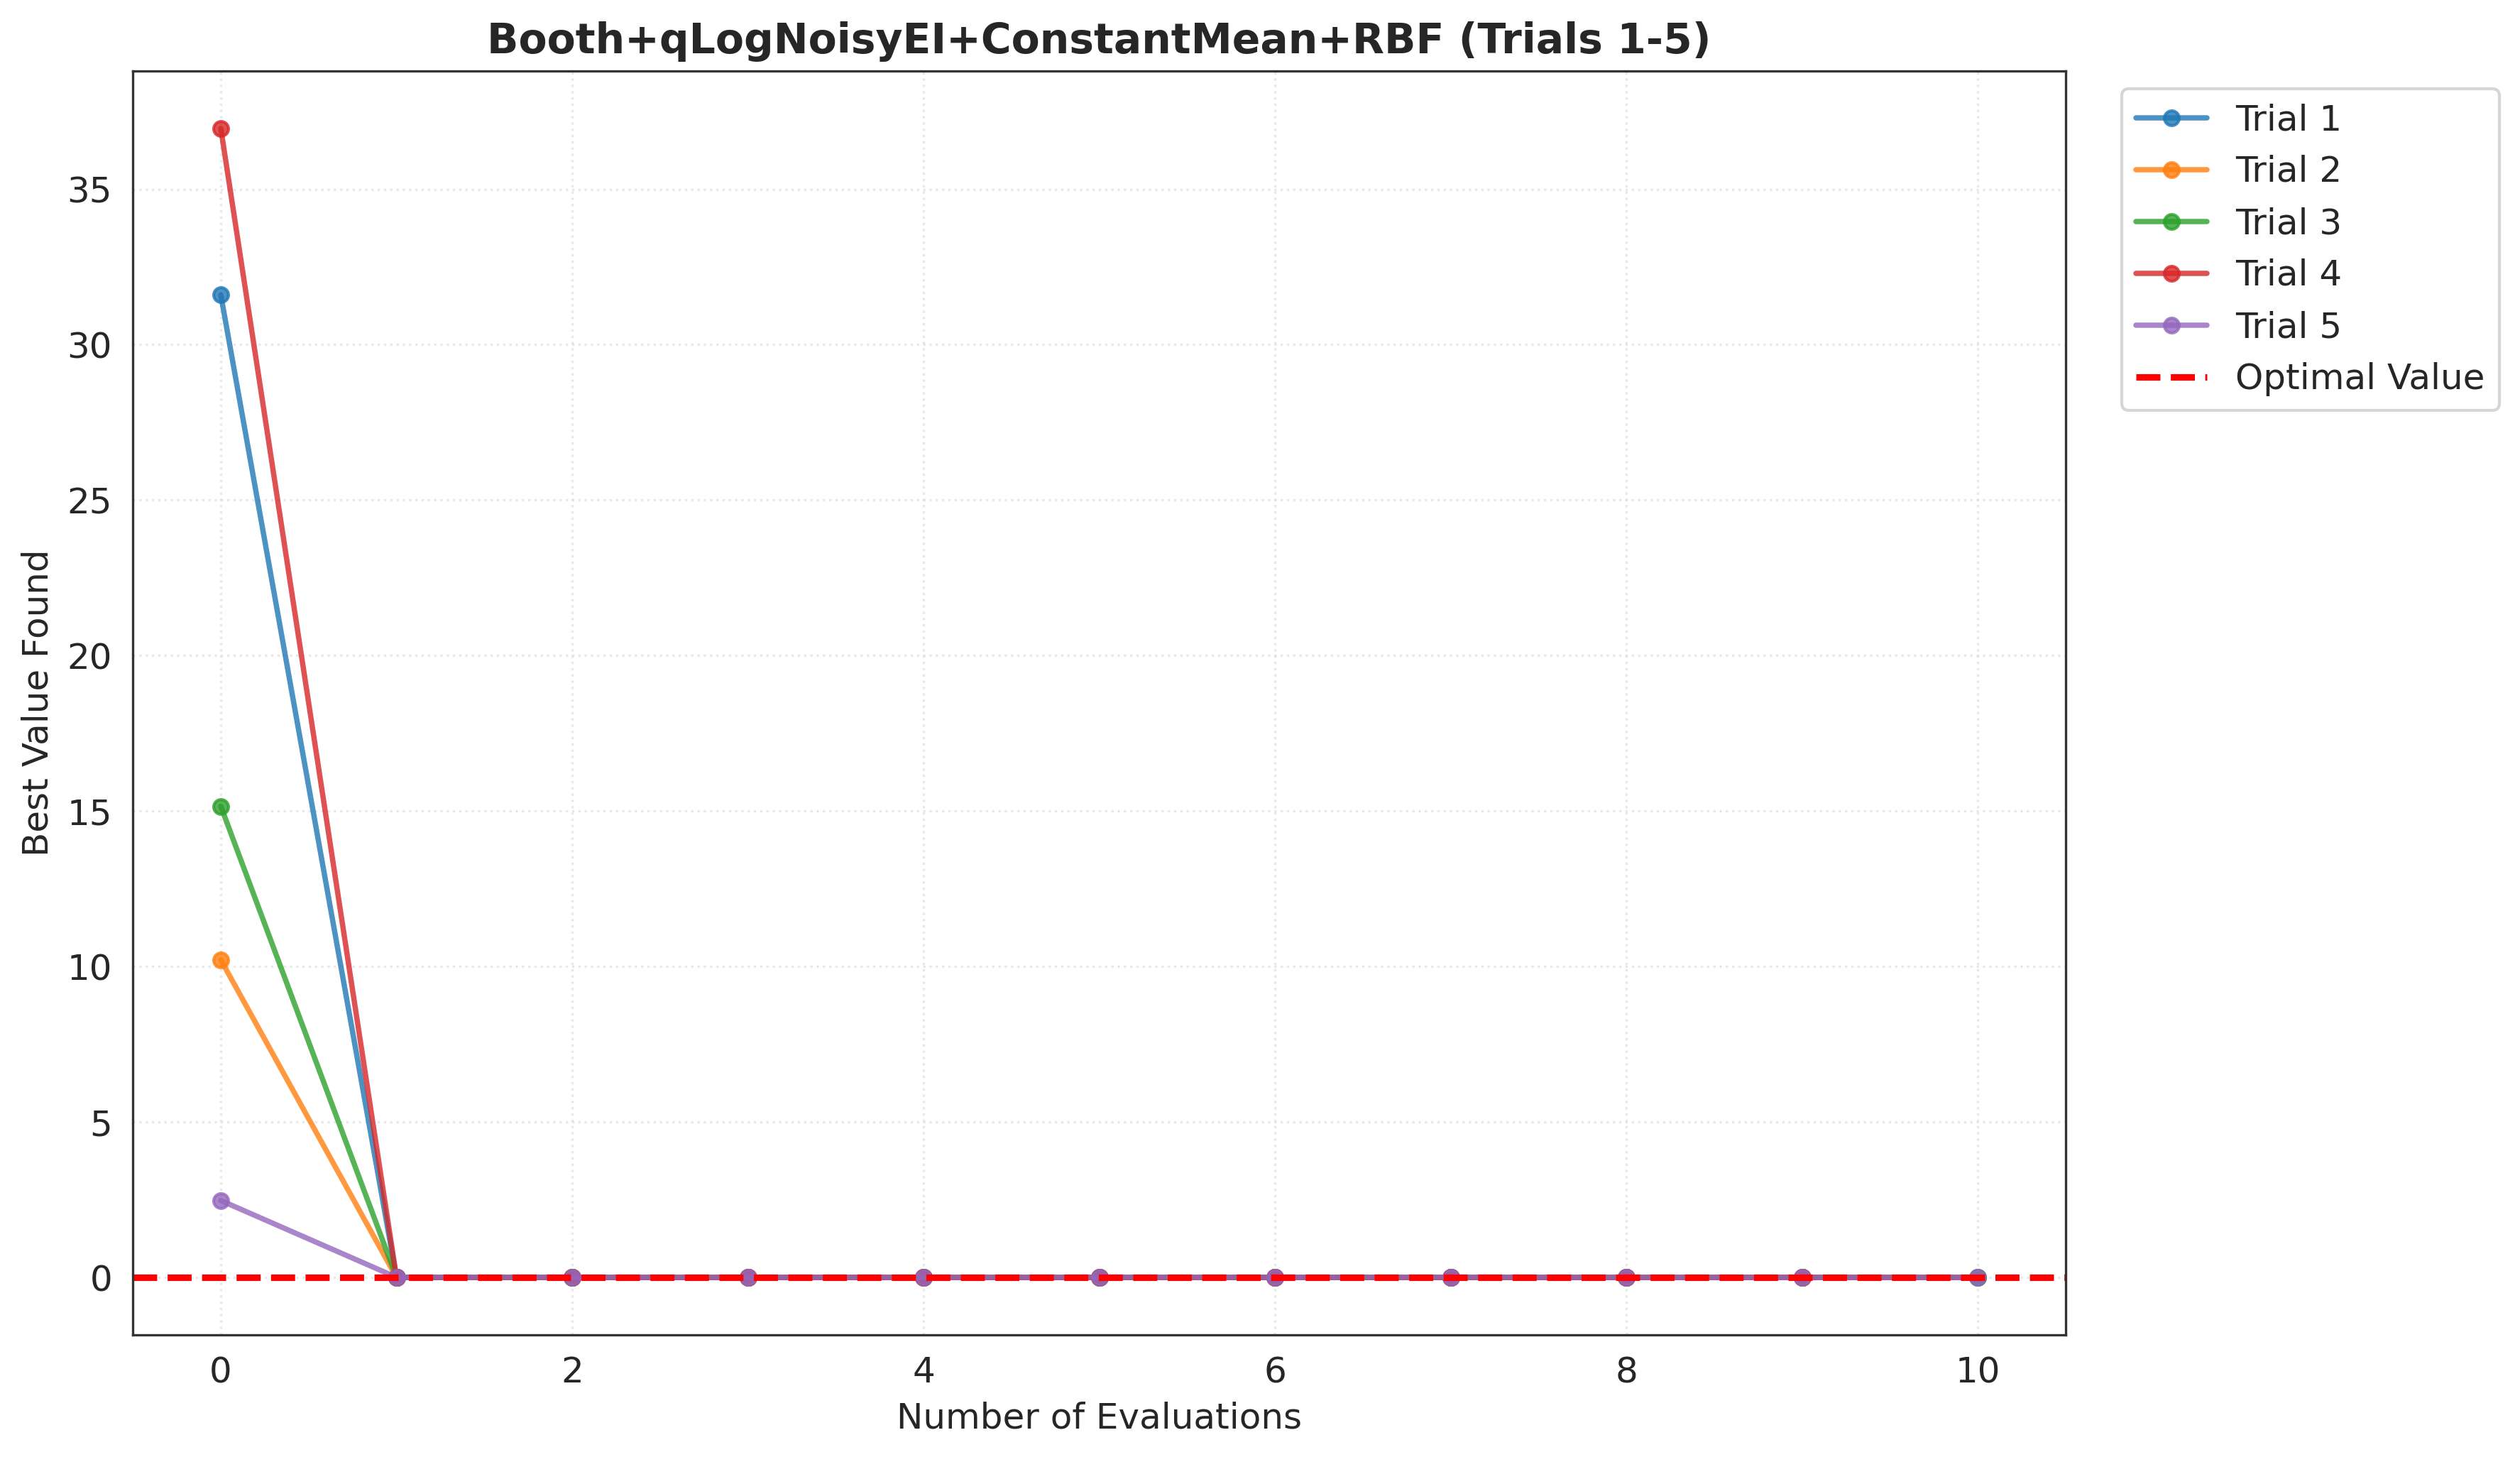 Booth+qLogNoisyEI+ConstantMean+RBF (Trials 1-5)
Trial 1
Trial 2
Trial 3
Trial 4
Trial 5
Optimal Value
Best Value Found
35
30
25
20
15
10
5
0
0 2 4 6 8 10
Number of Evaluations